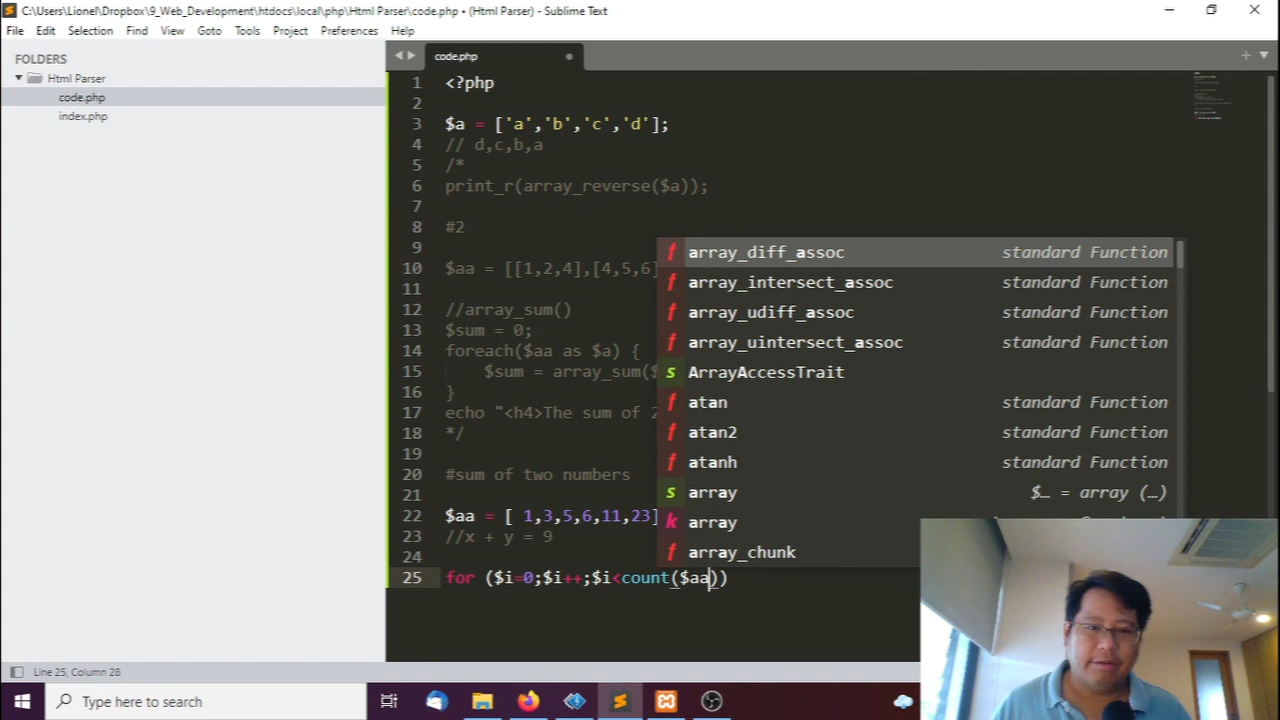 C:\Users\Lionel\Dropbox\9_Web_Development\htdocs\local\php\Html Parser\code.php • (Html Parser) - Sublime Text
File Edit Selection Find View Goto Tools Project Preferences Help
FOLDERS
Html Parser
code.php
index.php
code.php
1 <?php
2
3 $a = ['a','b','c','d'];
4 // d,c,b,a
5 /*
6 print_r(array_reverse($a));
7
8 #2
9
10 $aa = [[1,2,4],[4,5,6]
11
12 //array_sum()
13 $sum = 0;
14 foreach($aa as $a) {
15 $sum = array_sum($
16 }
17 echo "<h4>The sum of 2
18 */
19
20 #sum of two numbers
21
22 $aa = [ 1,3,5,6,11,23]
23 //x + y = 9
24
25 for ($i=0;$i++;$i<count($aa))
f array_diff_assoc standard Function
f array_intersect_assoc standard Function
f array_udiff_assoc standard Function
f array_uintersect_assoc standard Function
s ArrayAccessTrait
f atan standard Function
f atan2 standard Function
f atanh standard Function
s array $… = array (…)
k array
f array_chunk
Line 25, Column 28
Type here to search